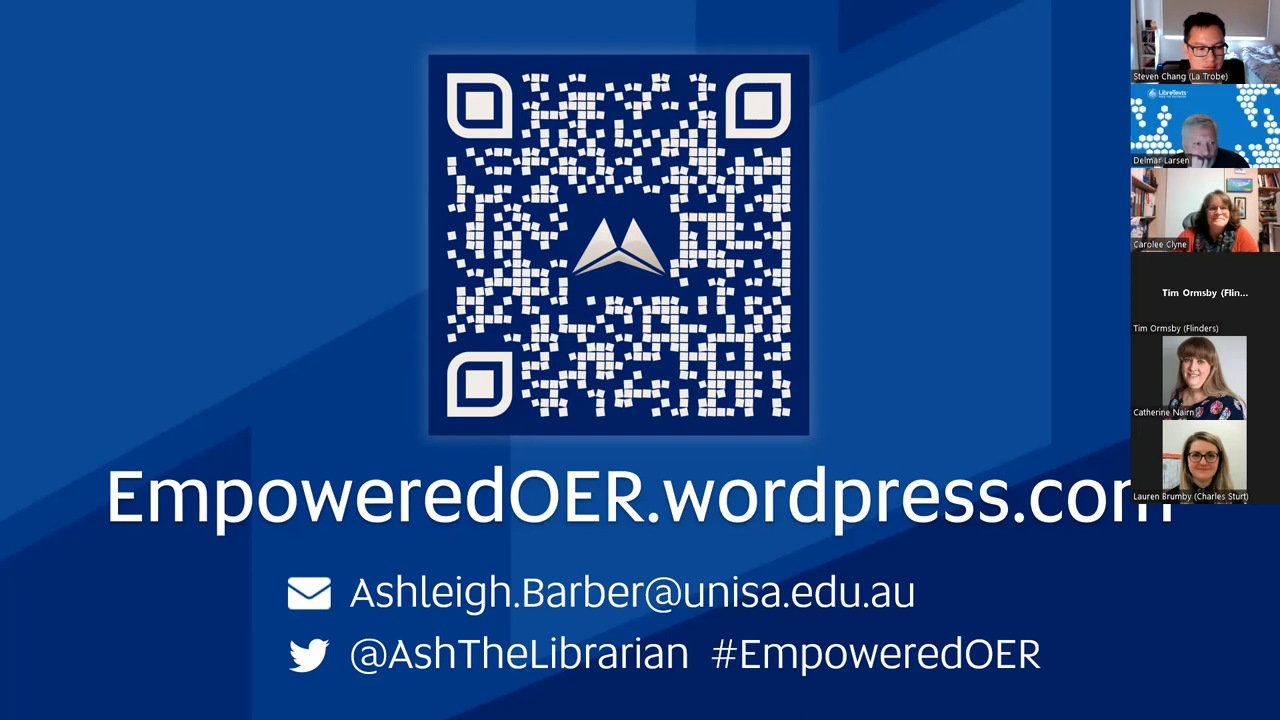 EmpoweredOER.wordpress.com
Ashleigh.Barber@unisa.edu.au
@AshTheLibrarian #EmpoweredOER
Steven Chang (La Trobe)
LibreTexts
Delmar Larsen
Carolee Clyne
Tim Ormsby (Flin...
Tim Ormsby (Flinders)
Catherine Nairn
Lauren Brumby (Charles Sturt)